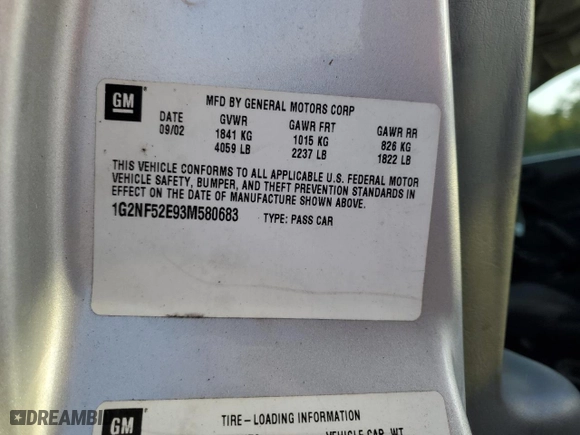 GM
MFD BY GENERAL MOTORS CORP
DATE GVWR GAWR FRT GAWR RR
09/02 1841 KG 1015 KG 826 KG
4059 LB 2237 LB 1822 LB
THIS VEHICLE CONFORMS TO ALL APPLICABLE U.S. FEDERAL MOTOR
VEHICLE SAFETY, BUMPER, AND THEFT PREVENTION STANDARDS IN
EFFECT ON THE DATE OF MANUFACTURE SHOWN ABOVE.
1G2NF52E93M580683 TYPE: PASS CAR
GM
TIRE-LOADING INFORMATION
VEHICLE CAP. WT.
DREAMBI